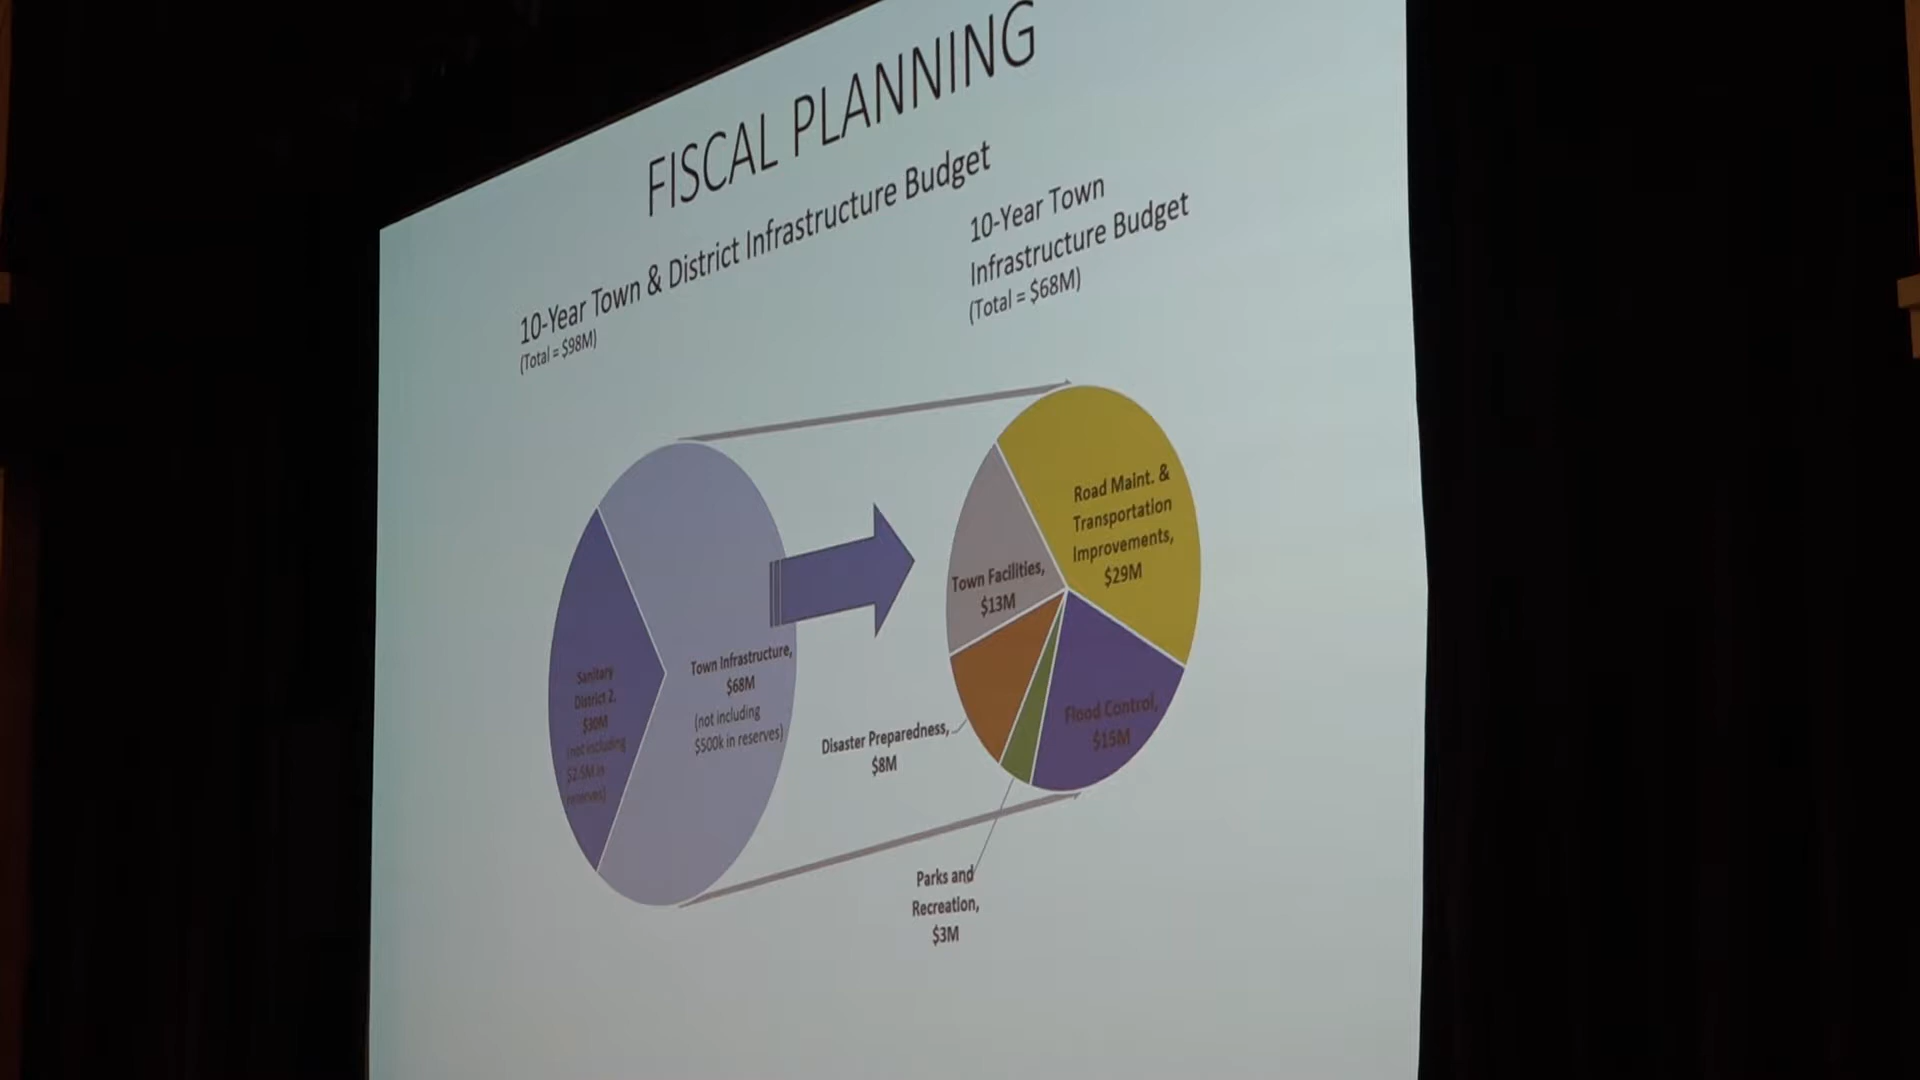 FISCAL PLANNING
10-Year Town & District Infrastructure Budget
(Total = $98M)
10-Year Town
Infrastructure Budget
(Total = $68M)
Sanitary
District 2,
$30M
(not including
$2.5M in
reserves)
Town Infrastructure,
$68M
(not including
$500k in reserves)
Road Maint. &
Transportation
Improvements,
$29M
Town Facilities,
$13M
Disaster Preparedness,
$8M
Flood Control,
$15M
Parks and
Recreation,
$3M